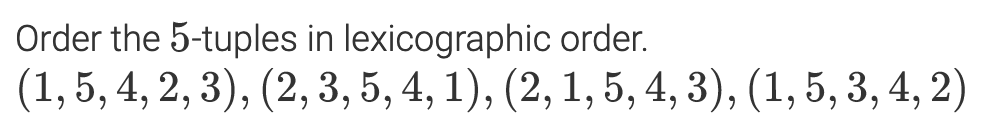 Order the 5-tuples in lexicographic order.
(1, 5, 4, 2, 3), (2, 3, 5, 4, 1), (2, 1, 5, 4, 3), (1, 5, 3, 4, 2)